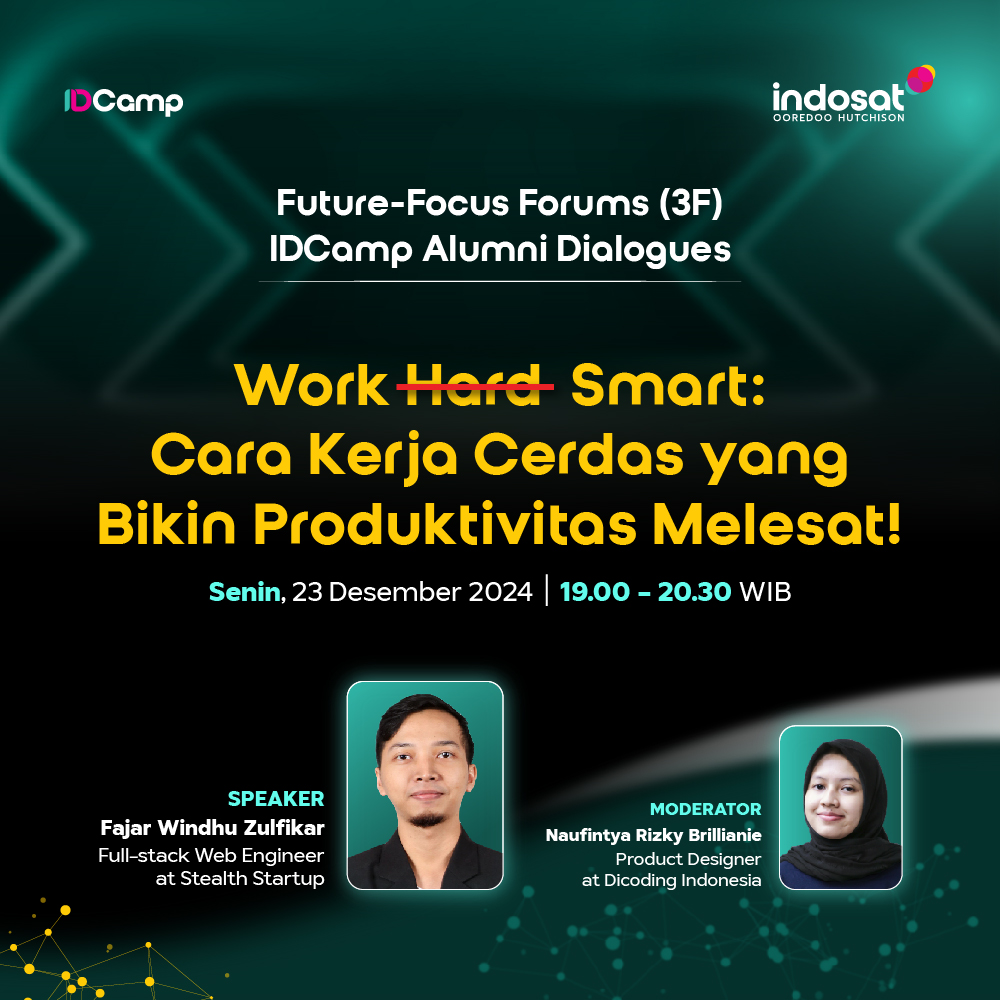 IDCamp
indosat
OOREDOO HUTCHISON
Future-Focus Forums (3F)
IDCamp Alumni Dialogues
Work Hard Smart:
Cara Kerja Cerdas yang
Bikin Produktivitas Melesat!
Senin, 23 Desember 2024 | 19.00 – 20.30 WIB
SPEAKER
Fajar Windhu Zulfikar
Full-stack Web Engineer
at Stealth Startup
MODERATOR
Naufintya Rizky Brillianie
Product Designer
at Dicoding Indonesia